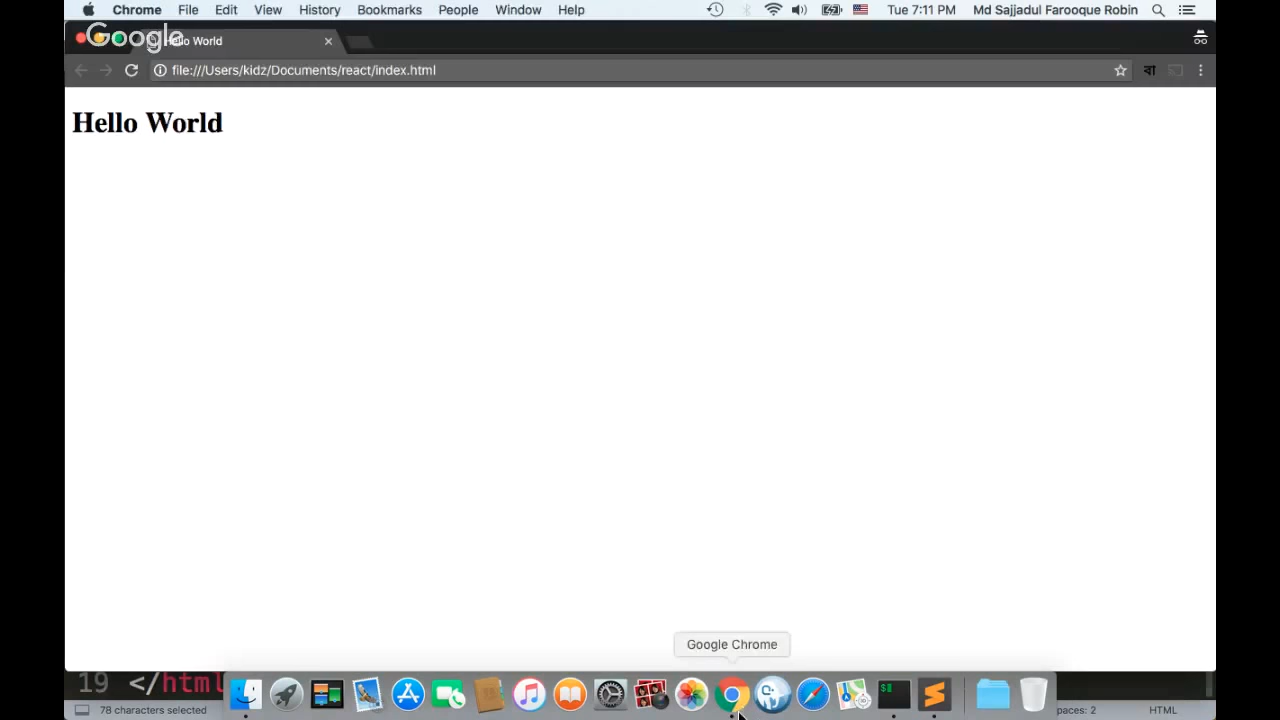 Chrome File Edit View History Bookmarks People Window Help Tue 7:11 PM Md Sajjadul Farooque Robin
Google
Hello World
file:///Users/kidz/Documents/react/index.html
বা
Hello World
Google Chrome
19 </html
78 characters selected
paces: 2
HTML